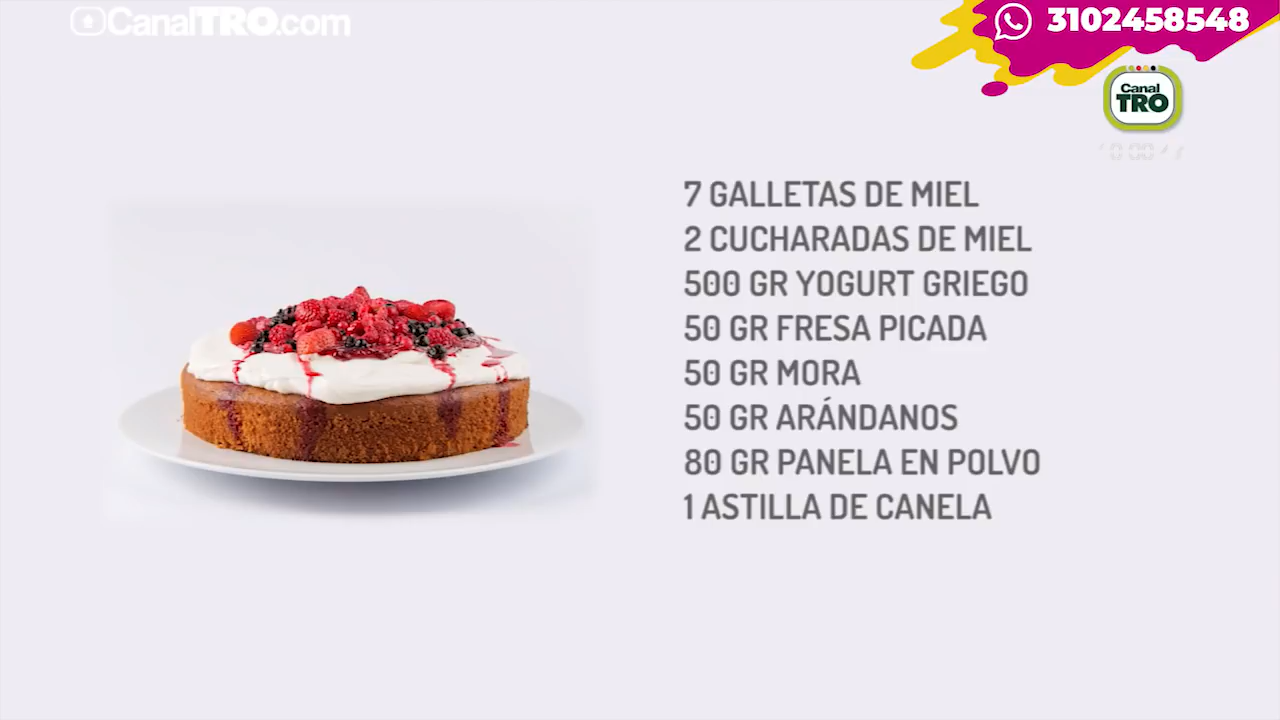 CanalTRO.com
3102458548
Canal
TRO
7 GALLETAS DE MIEL
2 CUCHARADAS DE MIEL
500 GR YOGURT GRIEGO
50 GR FRESA PICADA
50 GR MORA
50 GR ARÁNDANOS
80 GR PANELA EN POLVO
1 ASTILLA DE CANELA